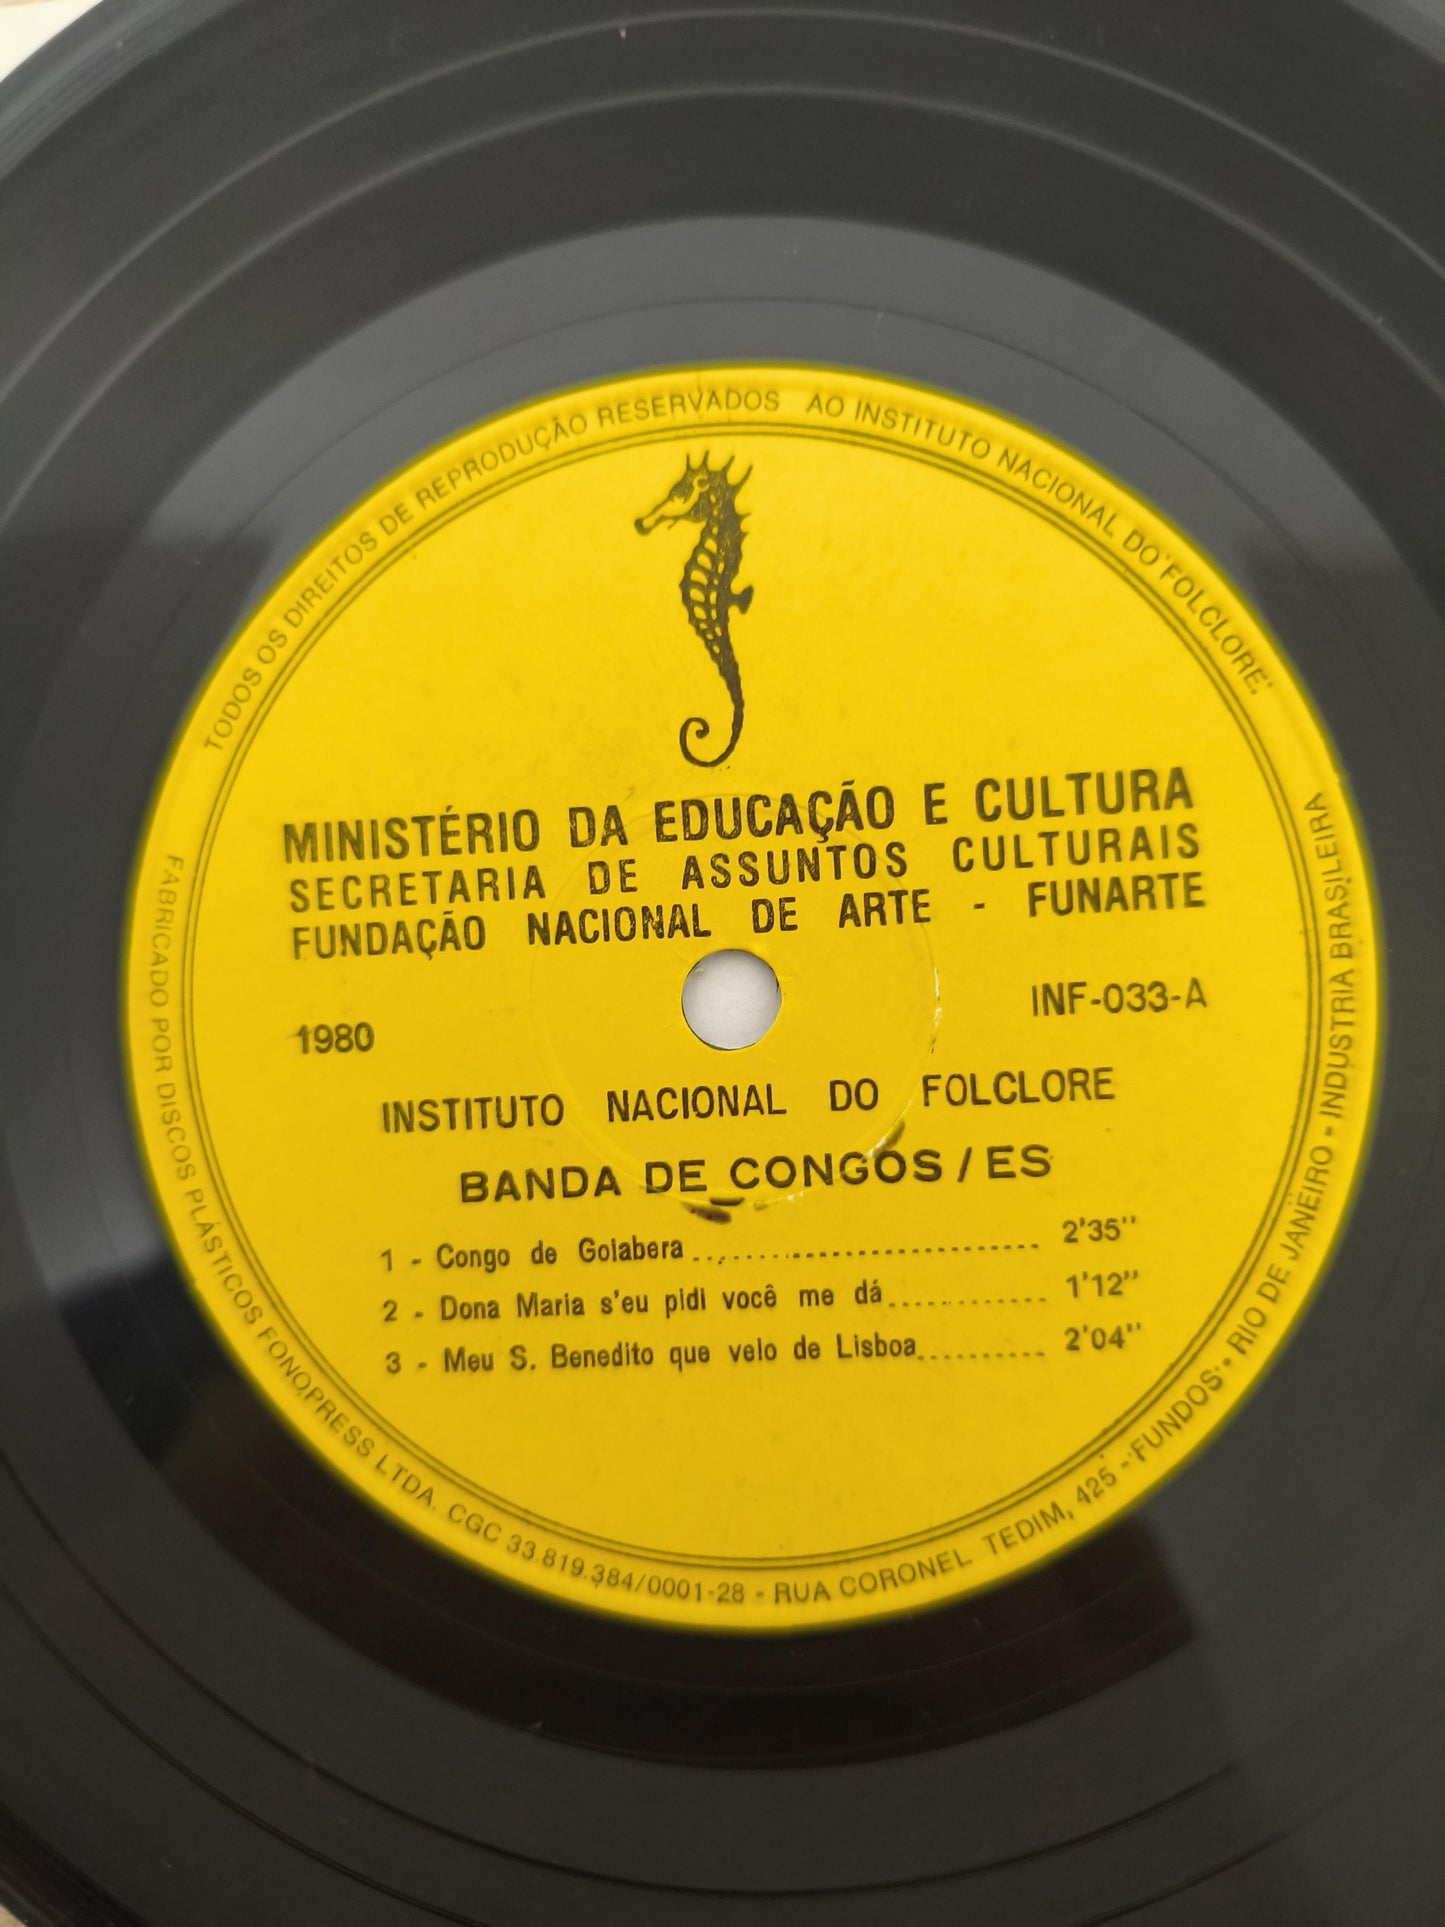 TODOS OS DIREITOS DE REPRODUÇÃO RESERVADOS AO INSTITUTO NACIONAL DO FOLCLORE.
MINISTÉRIO DA EDUCAÇÃO E CULTURA
SECRETARIA DE ASSUNTOS CULTURAIS
FUNDAÇÃO NACIONAL DE ARTE - FUNARTE
1980
INF-033-A
INSTITUTO NACIONAL DO FOLCLORE
BANDA DE CONGOS / ES
1 - Congo de Goiabera ........................................ 2'35''
2 - Dona Maria s'eu pidi você me dá ............. 1'12''
3 - Meu S. Benedito que veio de Lisboa ........... 2'04''
FABRICADO POR DISCOS PLÁSTICOS FONOPRESS LTDA. CGC 33.819.384/0001-28 - RUA CORONEL TEDIM, 425 - FUNDOS - RIO DE JANEIRO - INDUSTRIA BRASILEIRA